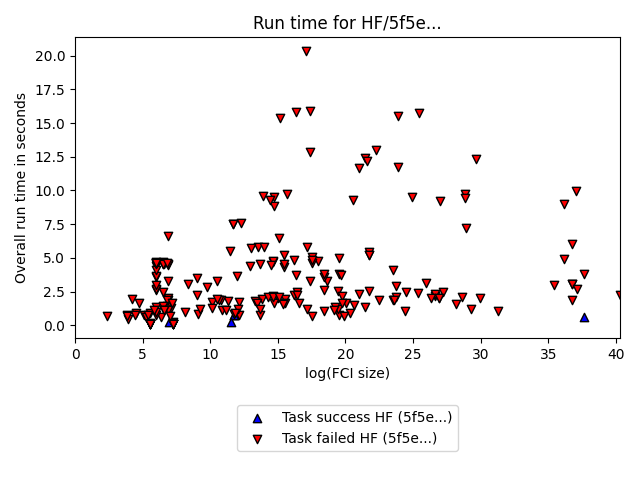 Run time for HF/5f5e...
Overall run time in seconds
20.0
17.5
15.0
12.5
10.0
7.5
5.0
2.5
0.0
0 5 10 15 20 25 30 35 40
log(FCI size)
Task success HF (5f5e...)
Task failed HF (5f5e...)